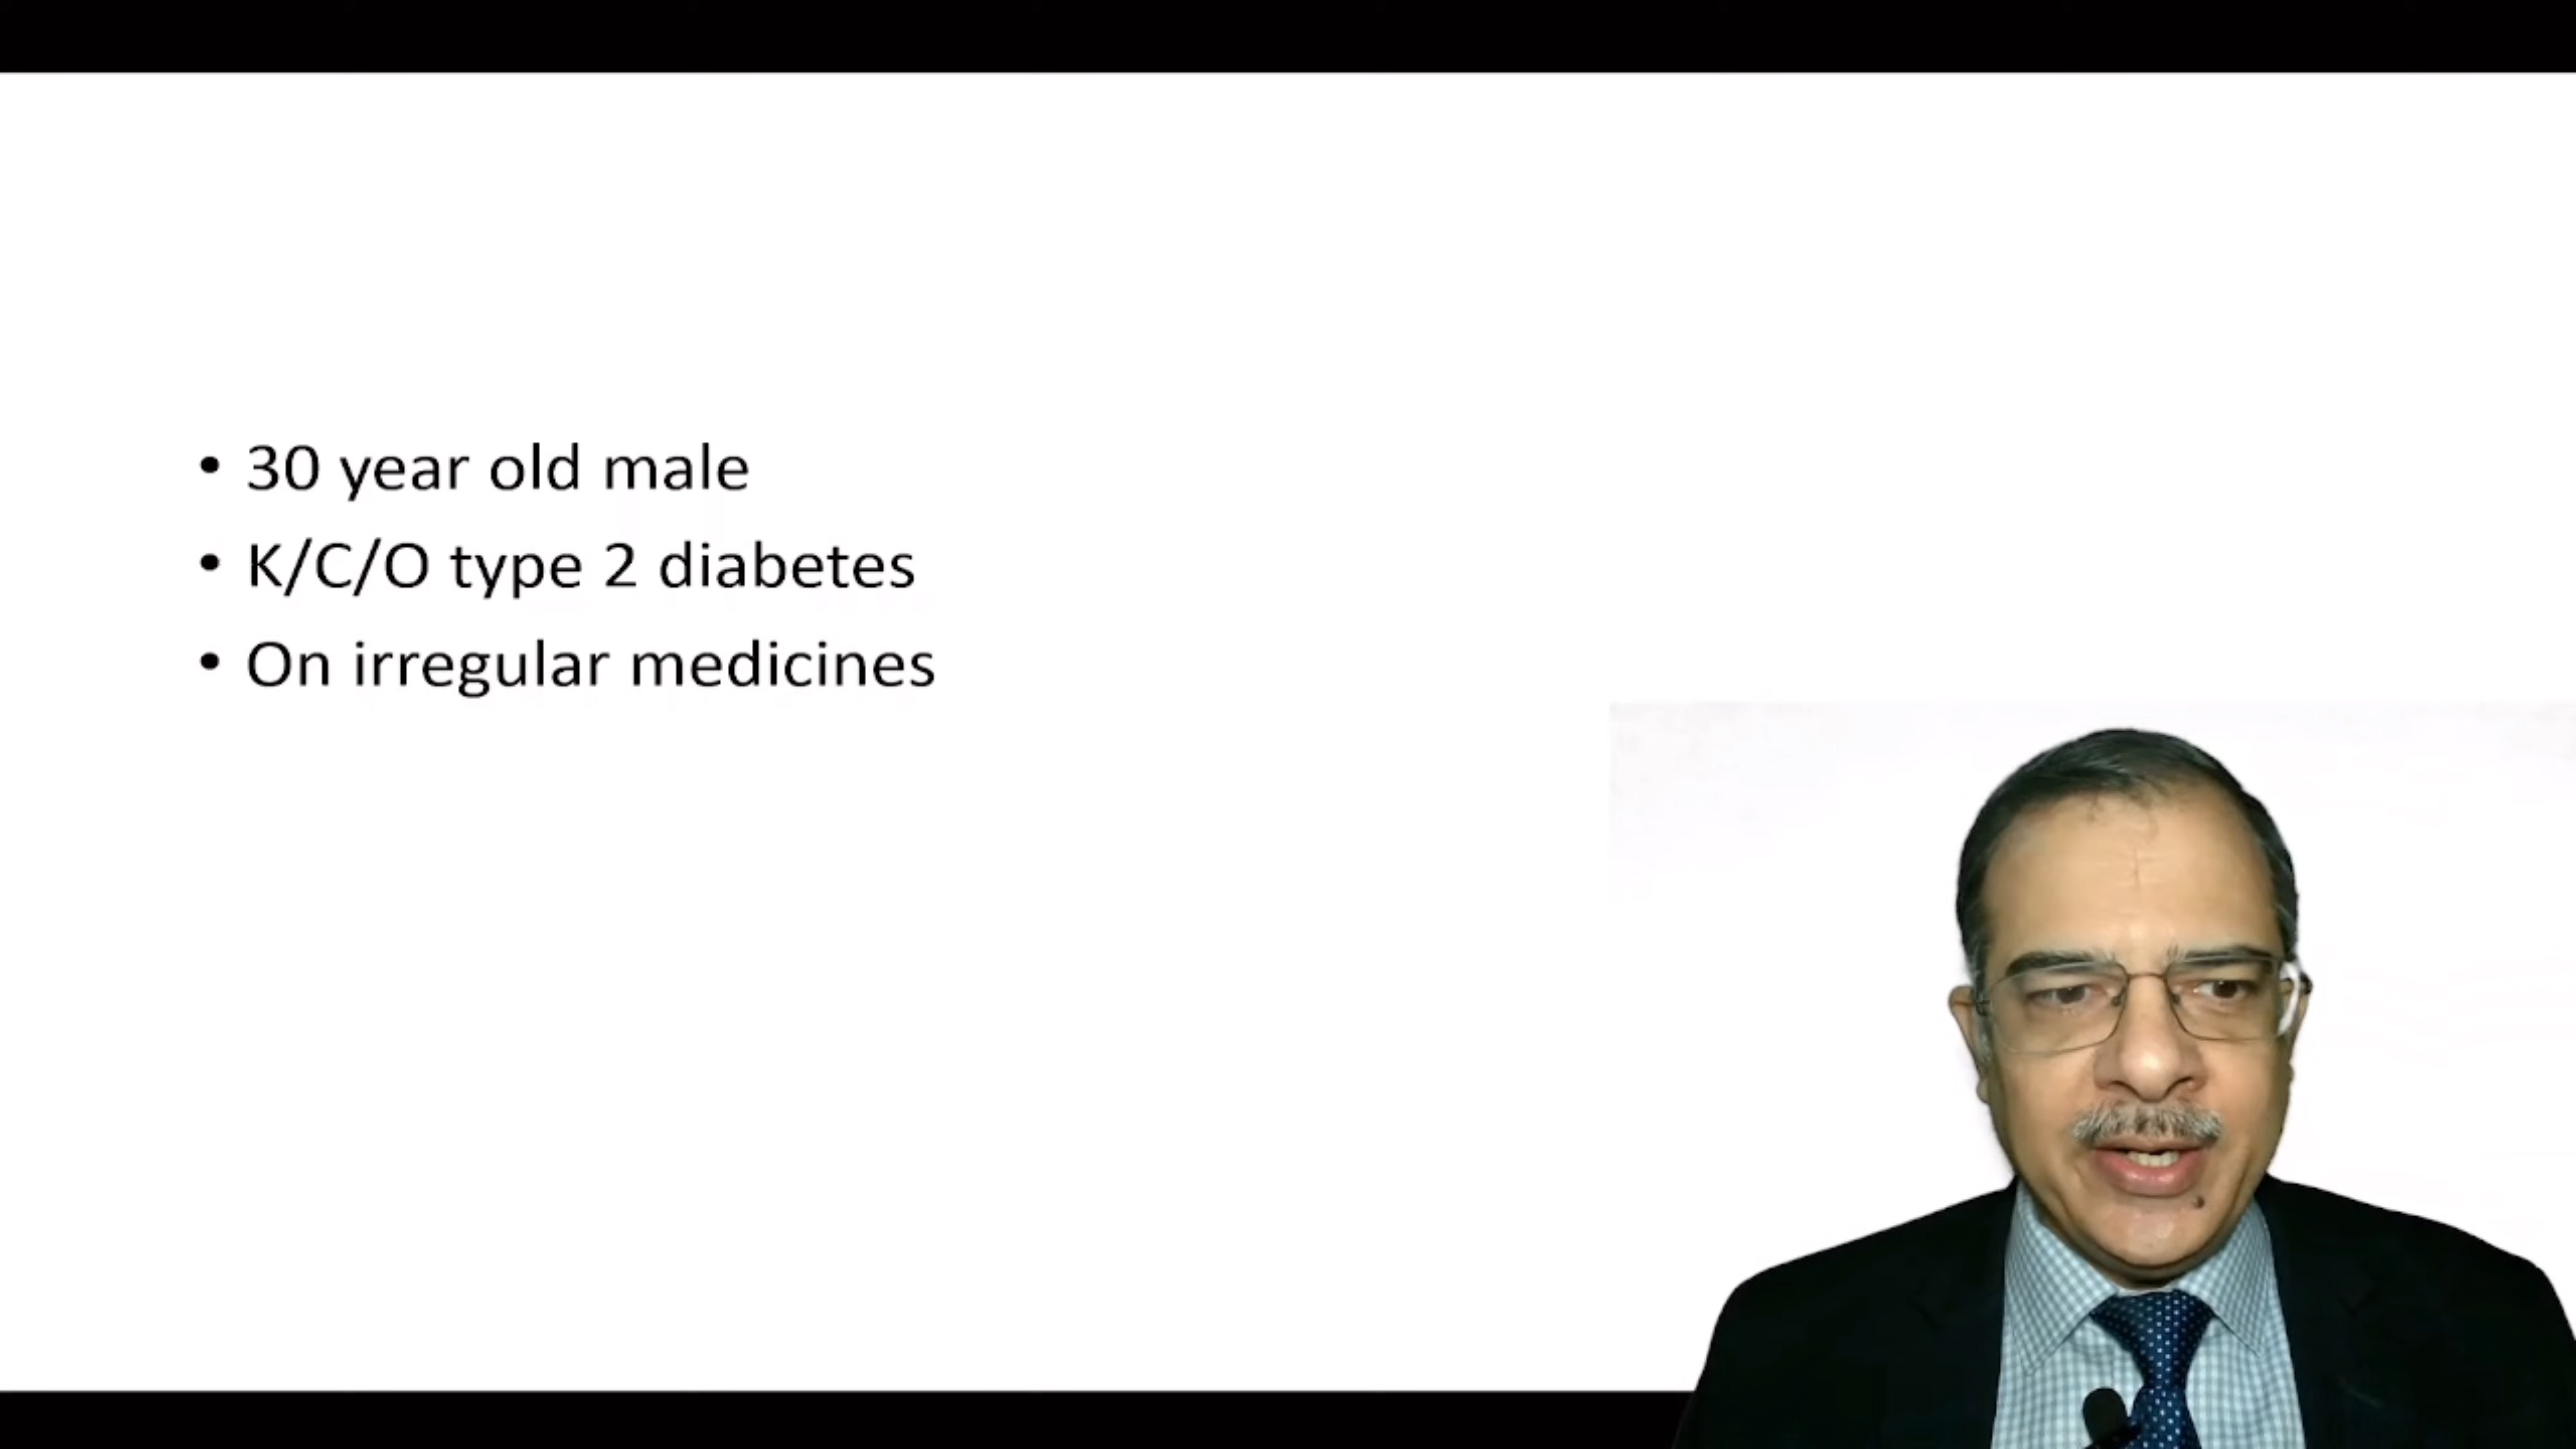 • 30 year old male
• K/C/O type 2 diabetes
• On irregular medicines